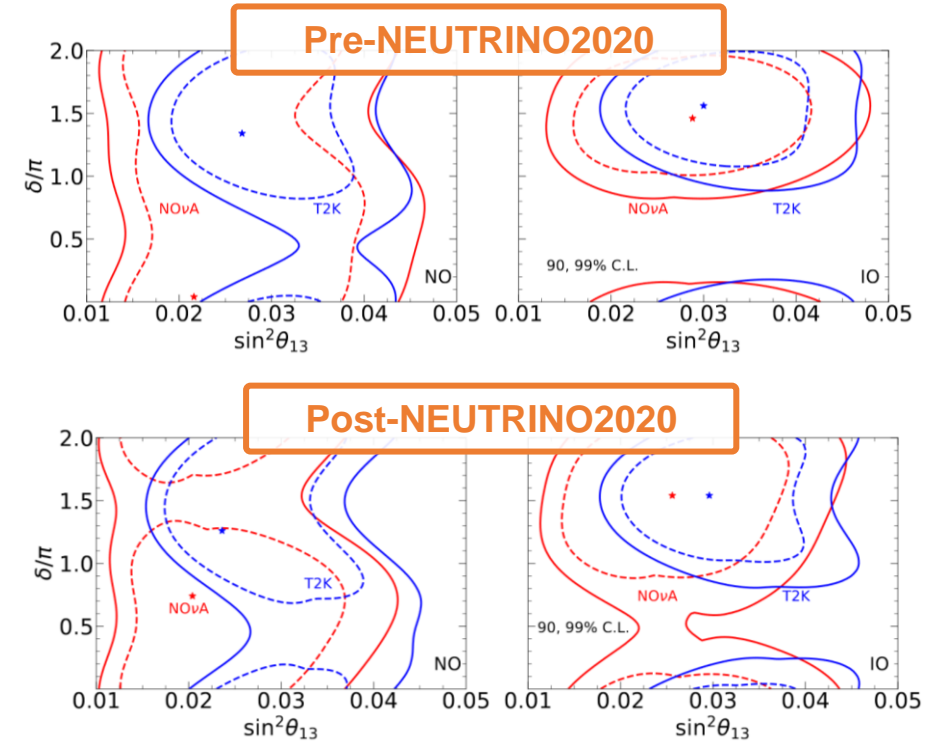 Pre-NEUTRINO2020
2.0
1.5
1.0
0.5
0
δ/π
NOνA
T2K
NO
0.01 0.02 0.03 0.04 0.05
sin²θ₁₃
NOνA
T2K
90, 99% C.L.
IO
0.01 0.02 0.03 0.04 0.05
sin²θ₁₃
Post-NEUTRINO2020
2.0
1.5
1.0
0.5
0
δ/π
T2K
NOνA
NO
0.01 0.02 0.03 0.04 0.05
sin²θ₁₃
NOνA
T2K
90, 99% C.L.
IO
0.01 0.02 0.03 0.04 0.05
sin²θ₁₃